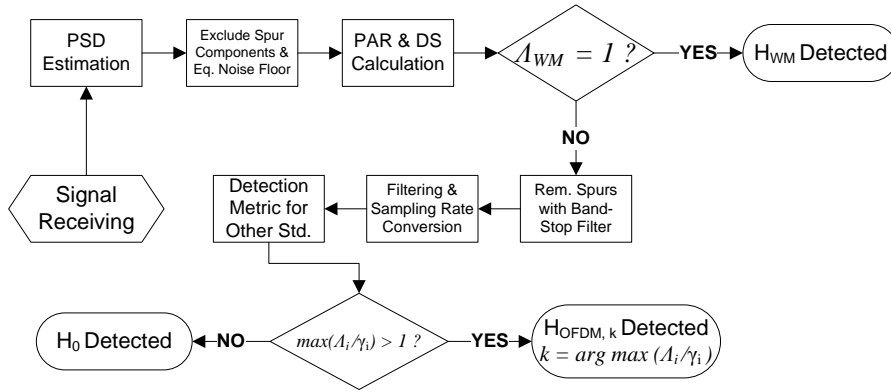 PSD
Estimation
Exclude Spur
Components &
Eq. Noise Floor
PAR & DS
Calculation
Λ_WM = 1 ?
YES
H_WM Detected
NO
Signal
Receiving
Detection
Metric for
Other Std.
Filtering &
Sampling Rate
Conversion
Rem. Spurs
with Band-
Stop Filter
H₀ Detected
NO
max(Λ_i/γ_i) > 1 ?
YES
H_OFDM, k Detected
k = arg max (Λ_i/γ_i)